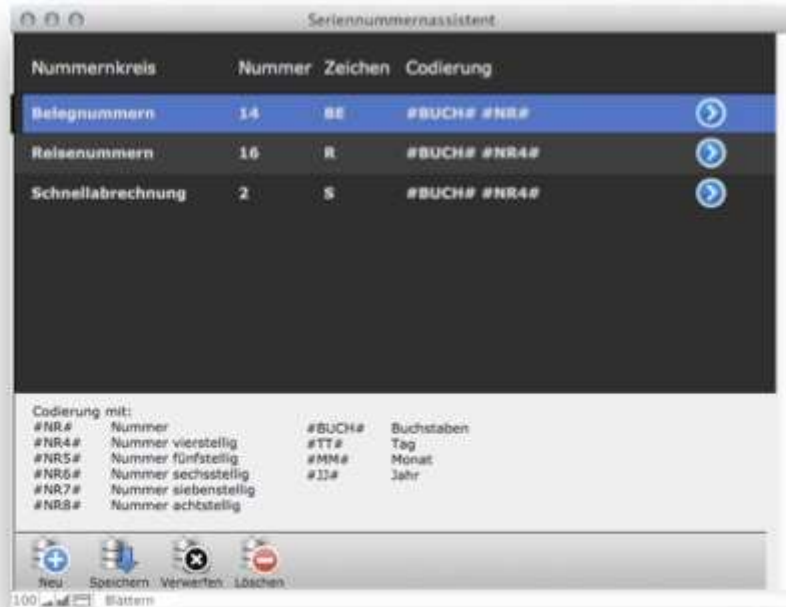 Seriennummernassistent
Nummernkreis Nummer Zeichen Codierung
Belegnummern 14 BE #BUCH# #NR#
Reisenummern 16 R #BUCH# #NR4#
Schnellabrechnung 2 S #BUCH# #NR4#
Codierung mit:
#NR# Nummer #BUCH# Buchstaben
#NR4# Nummer vierstellig #TT# Tag
#NR5# Nummer fünfstellig #MM# Monat
#NR6# Nummer sechsstellig #JJ# Jahr
#NR7# Nummer siebenstellig
#NR8# Nummer achtstellig
Neu Speichern Verwerfen Löschen
100 Blättern